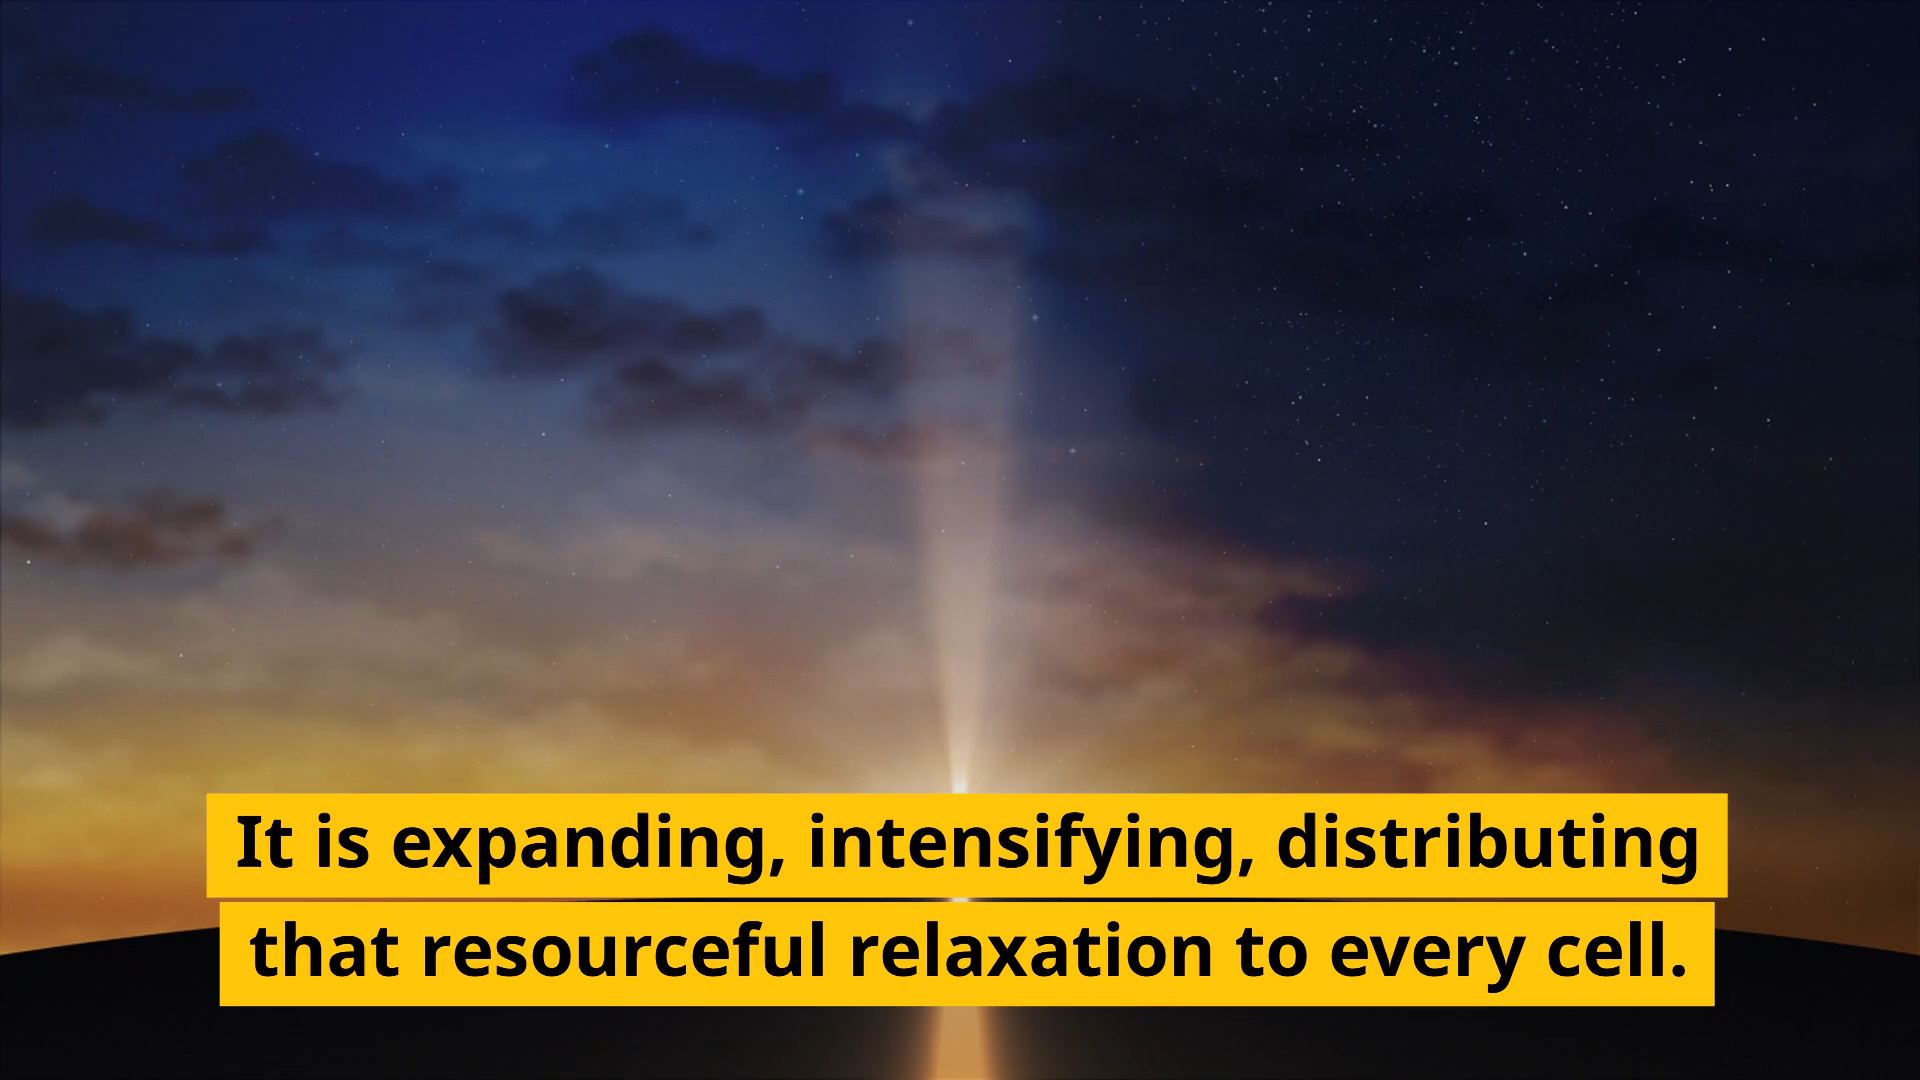 It is expanding, intensifying, distributing
that resourceful relaxation to every cell.